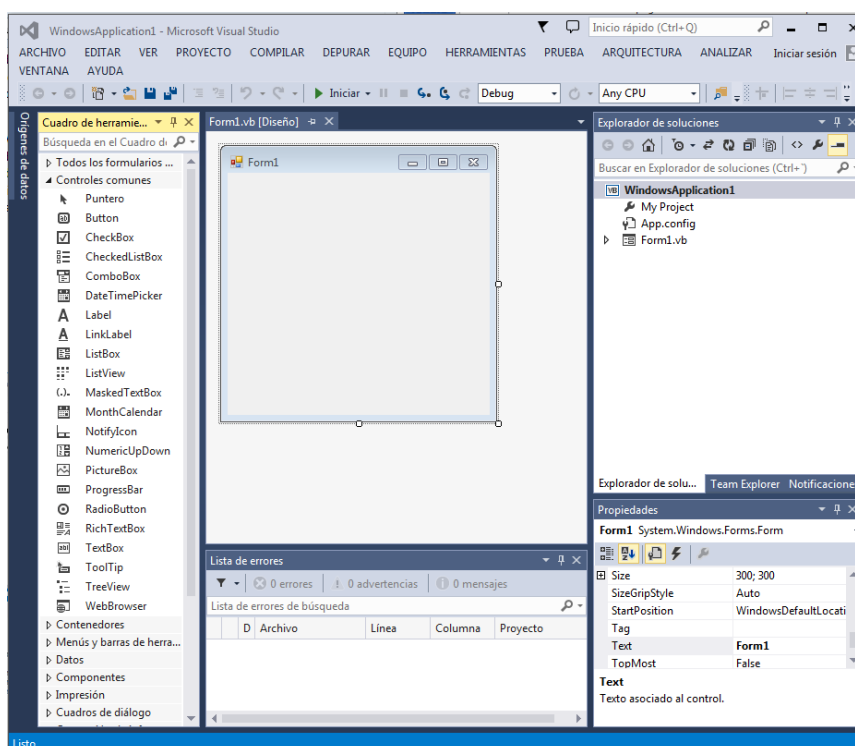 WindowsApplication1 - Microsoft Visual Studio
Inicio rápido (Ctrl+Q)
ARCHIVO EDITAR VER PROYECTO COMPILAR DEPURAR EQUIPO HERRAMIENTAS PRUEBA ARQUITECTURA ANALIZAR Iniciar sesión
VENTANA AYUDA
Iniciar Debug Any CPU
Orígenes de datos
Cuadro de herramie...
Búsqueda en el Cuadro d
Todos los formularios ...
Controles comunes
Puntero
Button
CheckBox
CheckedListBox
ComboBox
DateTimePicker
Label
LinkLabel
ListBox
ListView
MaskedTextBox
MonthCalendar
NotifyIcon
NumericUpDown
PictureBox
ProgressBar
RadioButton
RichTextBox
TextBox
ToolTip
TreeView
WebBrowser
Contenedores
Menús y barras de herra...
Datos
Componentes
Impresión
Cuadros de diálogo
Form1.vb [Diseño]
Form1
Lista de errores
0 errores 0 advertencias 0 mensajes
Lista de errores de búsqueda
D Archivo Línea Columna Proyecto
Explorador de soluciones
Buscar en Explorador de soluciones (Ctrl+`)
WindowsApplication1
My Project
App.config
Form1.vb
Explorador de solu... Team Explorer Notificacione
Propiedades
Form1 System.Windows.Forms.Form
Size 300; 300
SizeGripStyle Auto
StartPosition WindowsDefaultLocati
Tag
Text Form1
TopMost False
Text
Texto asociado al control.
Listo